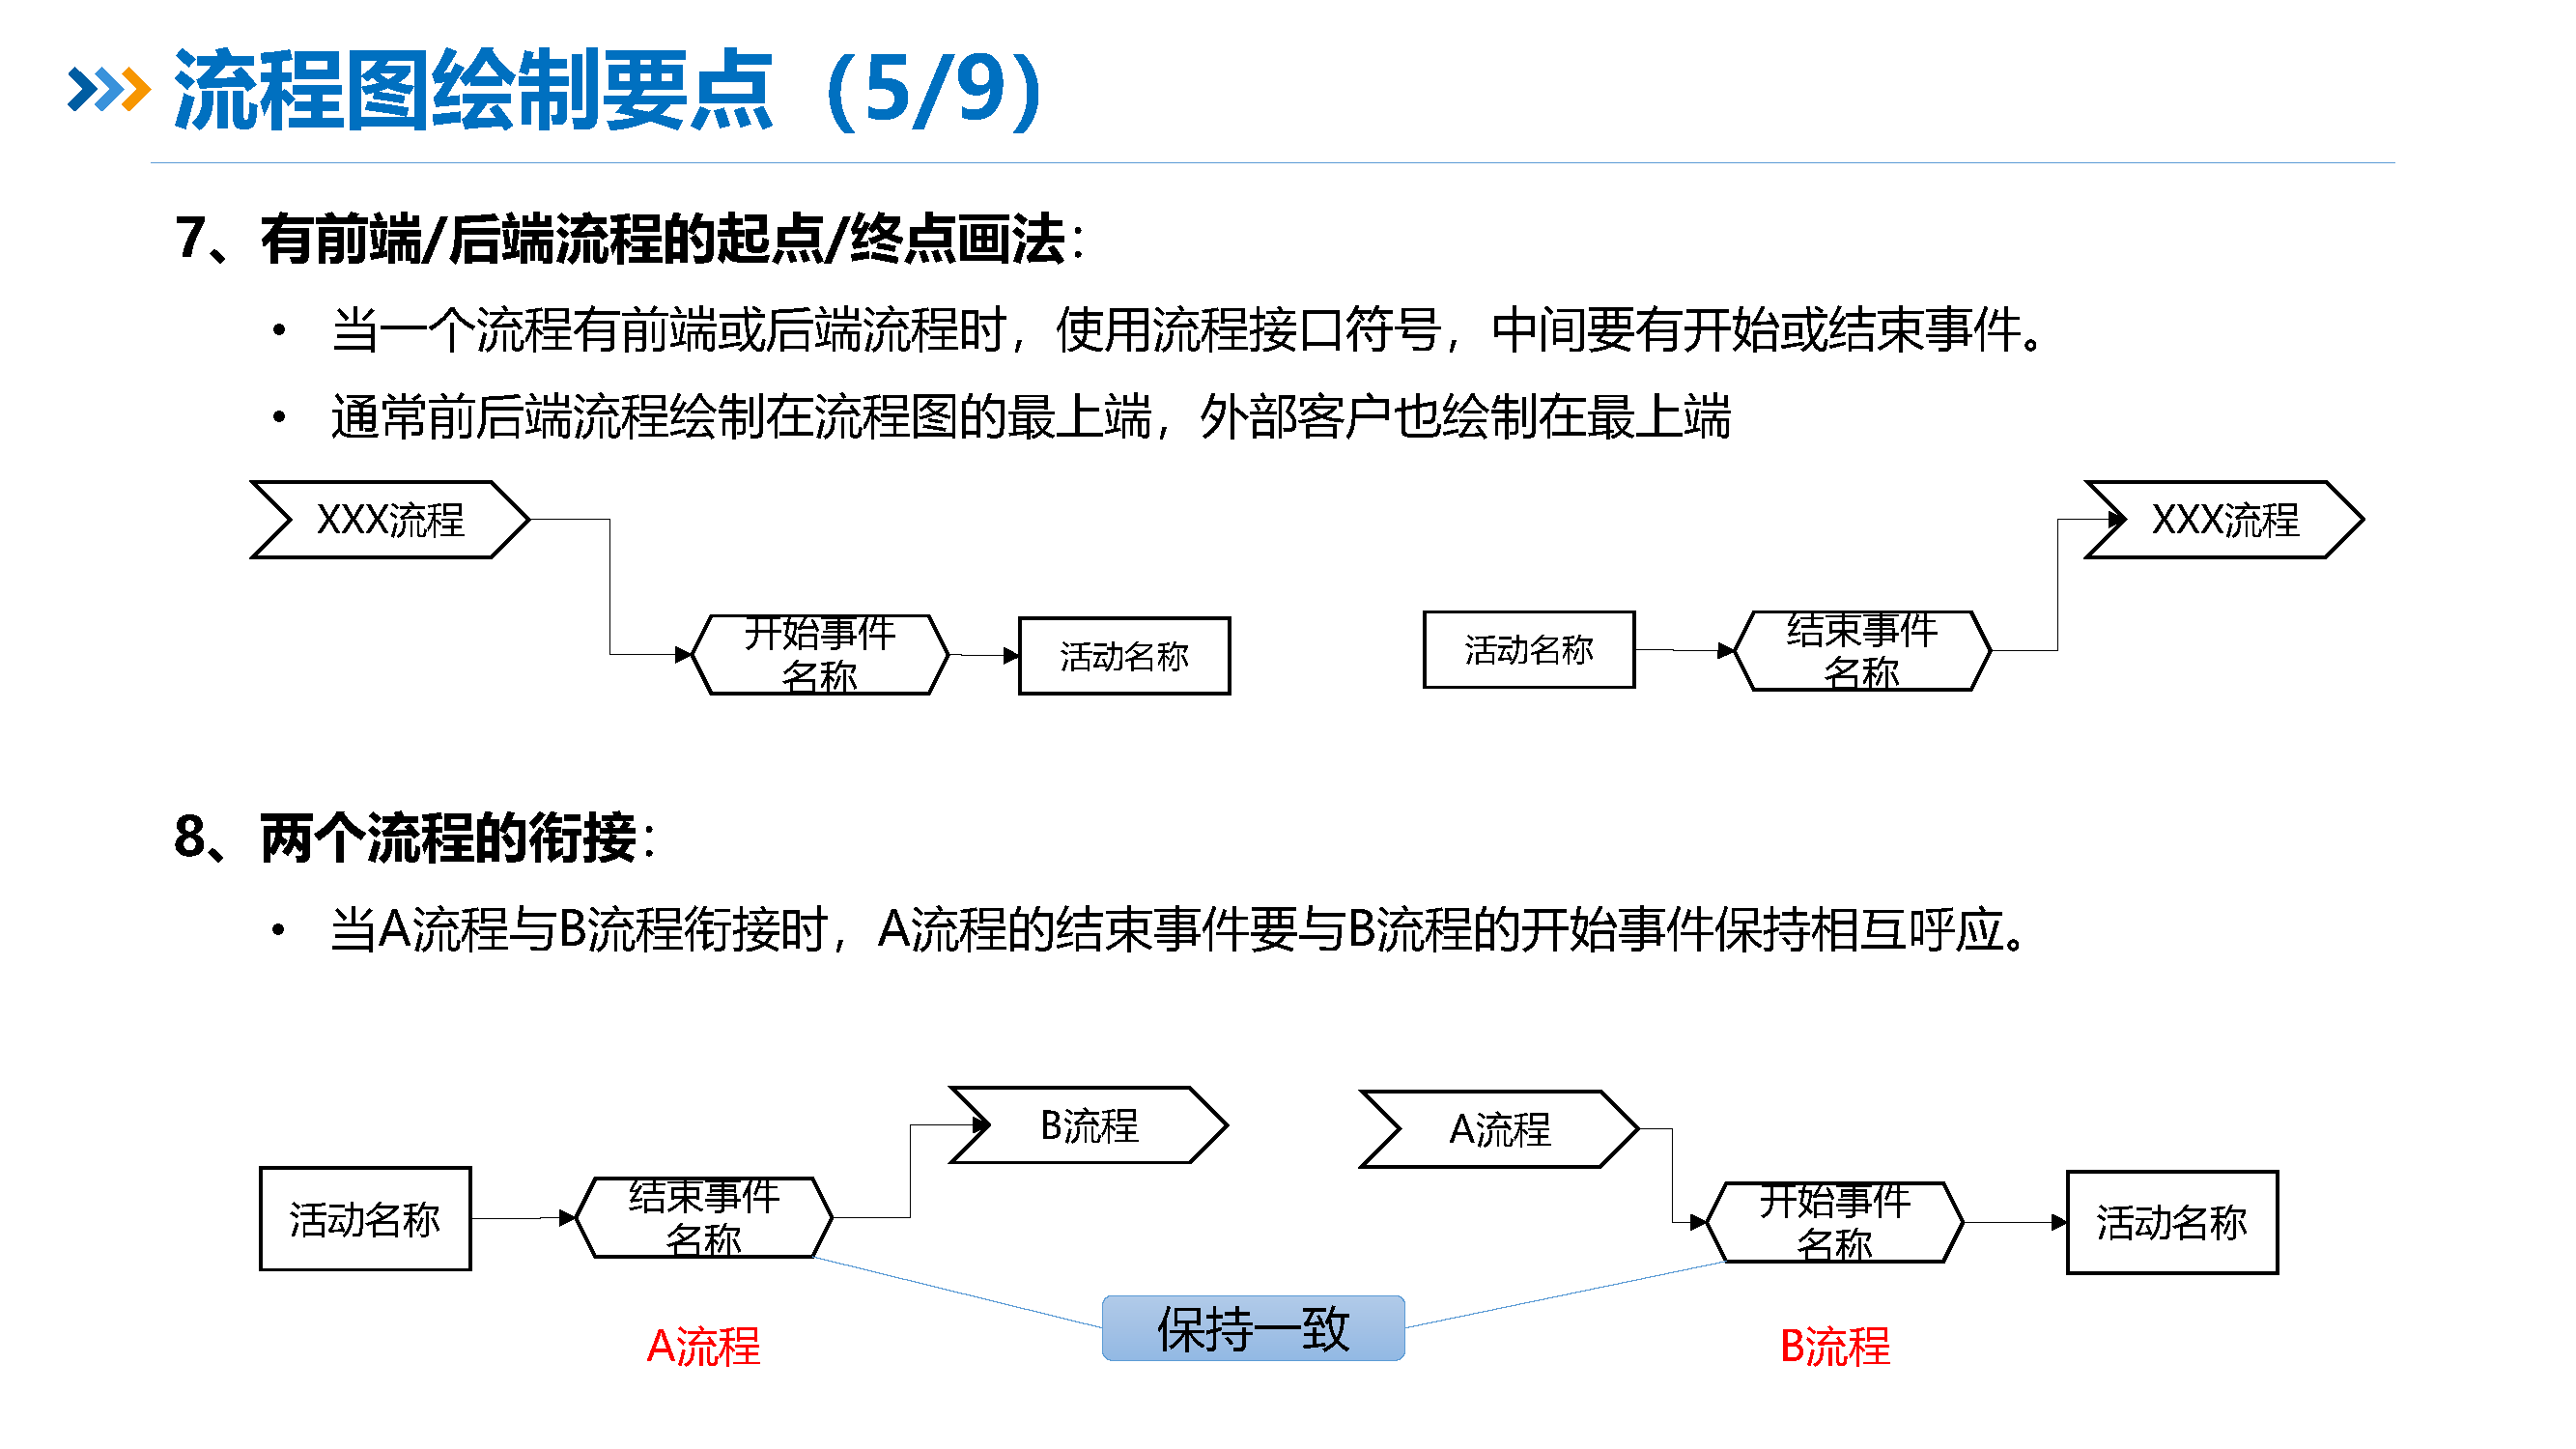 流程图绘制要点（5/9）
7、有前端/后端流程的起点/终点画法：
• 当一个流程有前端或后端流程时，使用流程接口符号，中间要有开始或结束事件。
• 通常前后端流程绘制在流程图的最上端，外部客户也绘制在最上端
XXX流程
开始事件
名称
活动名称
活动名称
结束事件
名称
XXX流程
8、两个流程的衔接：
• 当A流程与B流程衔接时，A流程的结束事件要与B流程的开始事件保持相互呼应。
活动名称
结束事件
名称
B流程
A流程
开始事件
名称
活动名称
A流程
保持一致
B流程